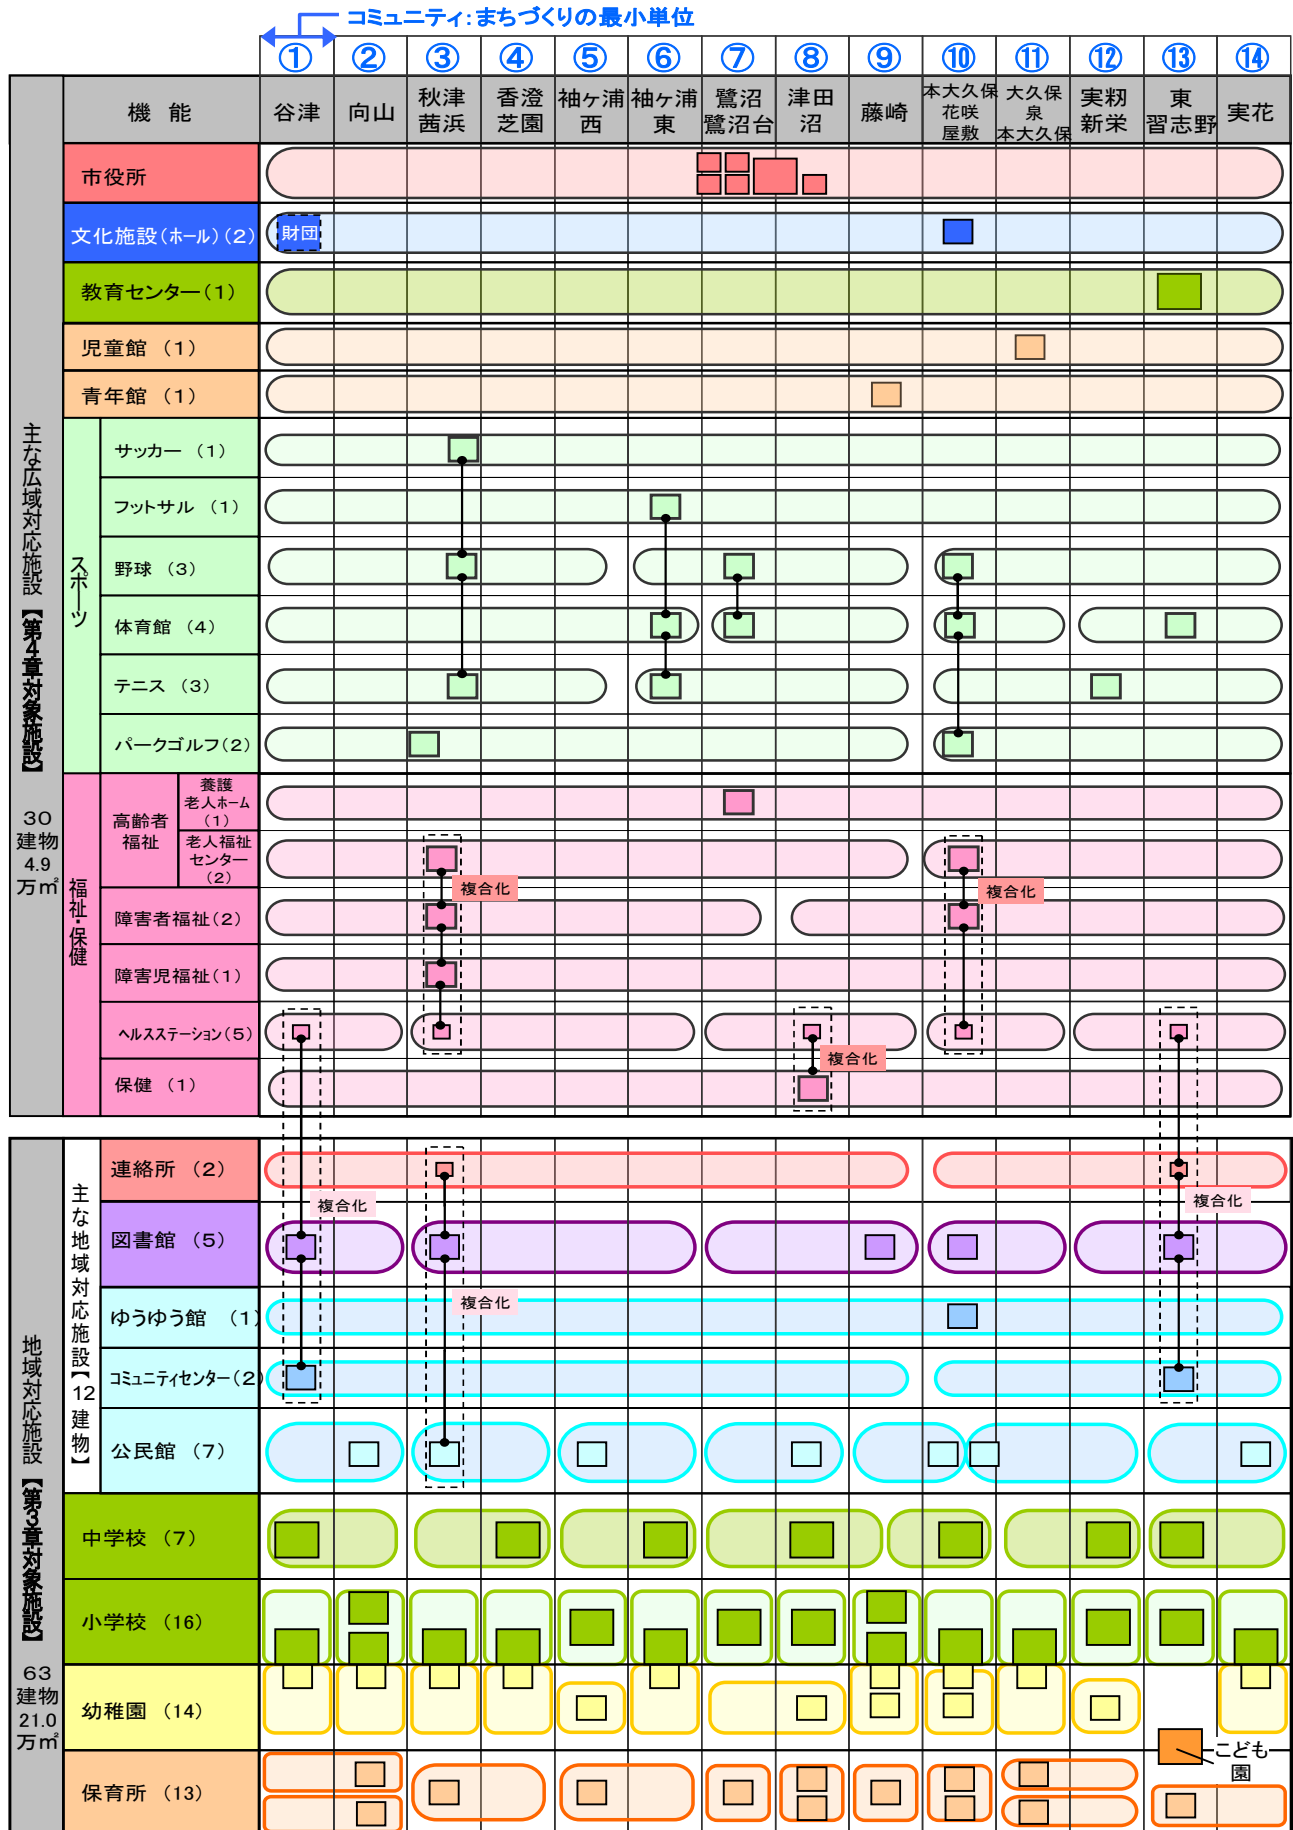 コミュニティ:まちづくりの最小単位
① ② ③ ④ ⑤ ⑥ ⑦ ⑧ ⑨ ⑩ ⑪ ⑫ ⑬ ⑭
機 能
谷津
向山
秋津
茜浜
香澄
芝園
袖ヶ浦
西
袖ヶ浦
東
鷺沼
鷺沼台
津田
沼
藤崎
本大久保
花咲
屋敷
大久保
泉
本大久保
実籾
新栄
東
習志野
実花
主な広域対応施設【第4章対象施設】
30
建物
4.9
万㎡
市役所
文化施設(ホール)(2)
財団
教育センター(1)
児童館 (1)
青年館 (1)
スポーツ
サッカー (1)
フットサル (1)
野球 (3)
体育館 (4)
テニス (3)
パークゴルフ(2)
福祉・保健
高齢者
福祉
養護
老人ホーム
(1)
老人福祉
センター
(2)
複合化
複合化
障害者福祉(2)
障害児福祉(1)
ヘルスステーション(5)
複合化
保健 (1)
地域対応施設【第3章対象施設】
63
建物
21.0
万㎡
主な地域対応施設【12建物】
連絡所 (2)
複合化
複合化
図書館 (5)
複合化
ゆうゆう館 (1)
コミュニティセンター(2)
公民館 (7)
中学校 (7)
小学校 (16)
幼稚園 (14)
こども
園
保育所 (13)